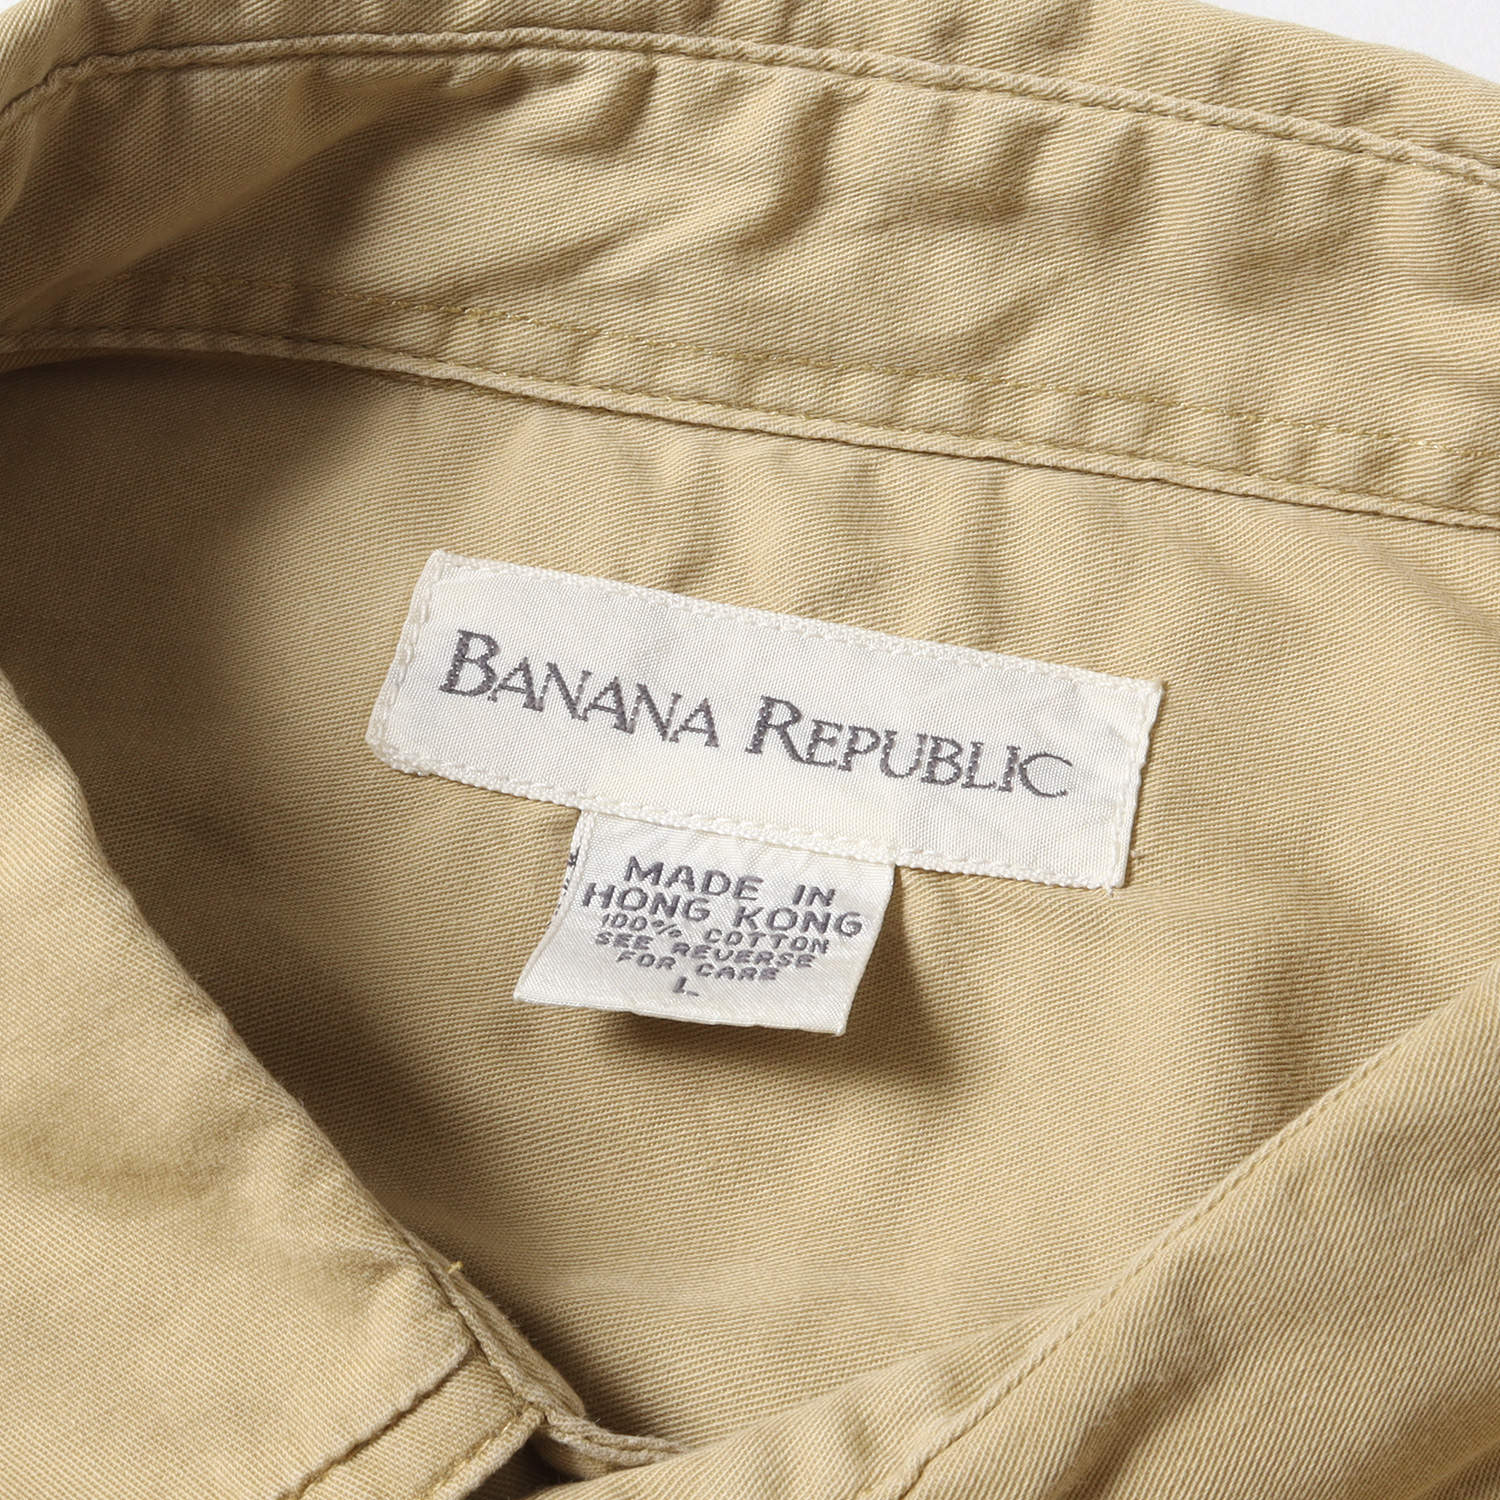 BANANA REPUBLIC
MADE IN
HONG KONG
100% COTTON
SEE REVERSE
FOR CARE
L